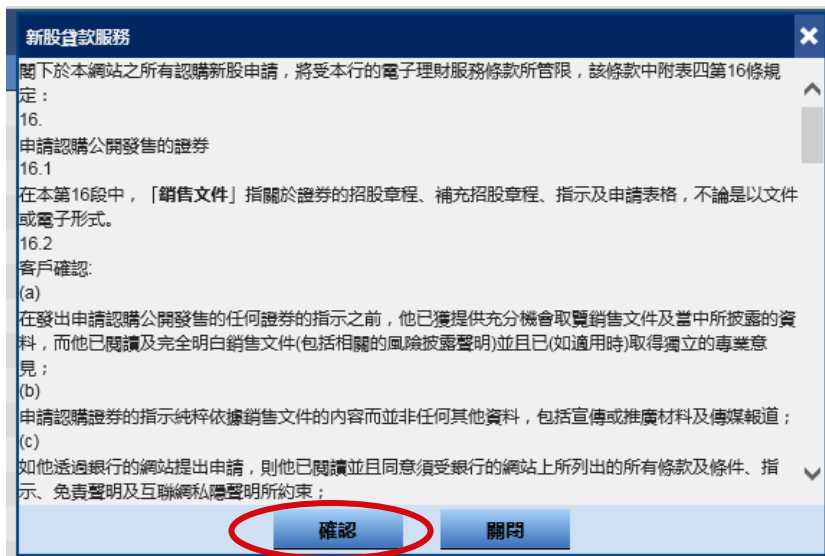 新股貸款服務
閣下於本網站之所有認購新股申請，將受本行的電子理財服務條款所管限，該條款中附表四第16條規
定：
16.
申請認購公開發售的證券
16.1
在本第16段中，「銷售文件」指關於證券的招股章程、補充招股章程、指示及申請表格，不論是以文件
或電子形式。
16.2
客戶確認:
(a)
在發出申請認購公開發售的任何證券的指示之前，他已獲提供充分機會取覽銷售文件及當中所披露的資
料，而他已閱讀及完全明白銷售文件(包括相關的風險披露聲明)並且已(如適用時)取得獨立的專業意
見；
(b)
申請認購證券的指示純粹依據銷售文件的內容而並非任何其他資料，包括宣傳或推廣材料及傳媒報道；
(c)
如他透過銀行的網站提出申請，則他已閱讀並且同意須受銀行的網站上所列出的所有條款及條件、指
示、免責聲明及互聯網私隱聲明所約束；
確認 關閉